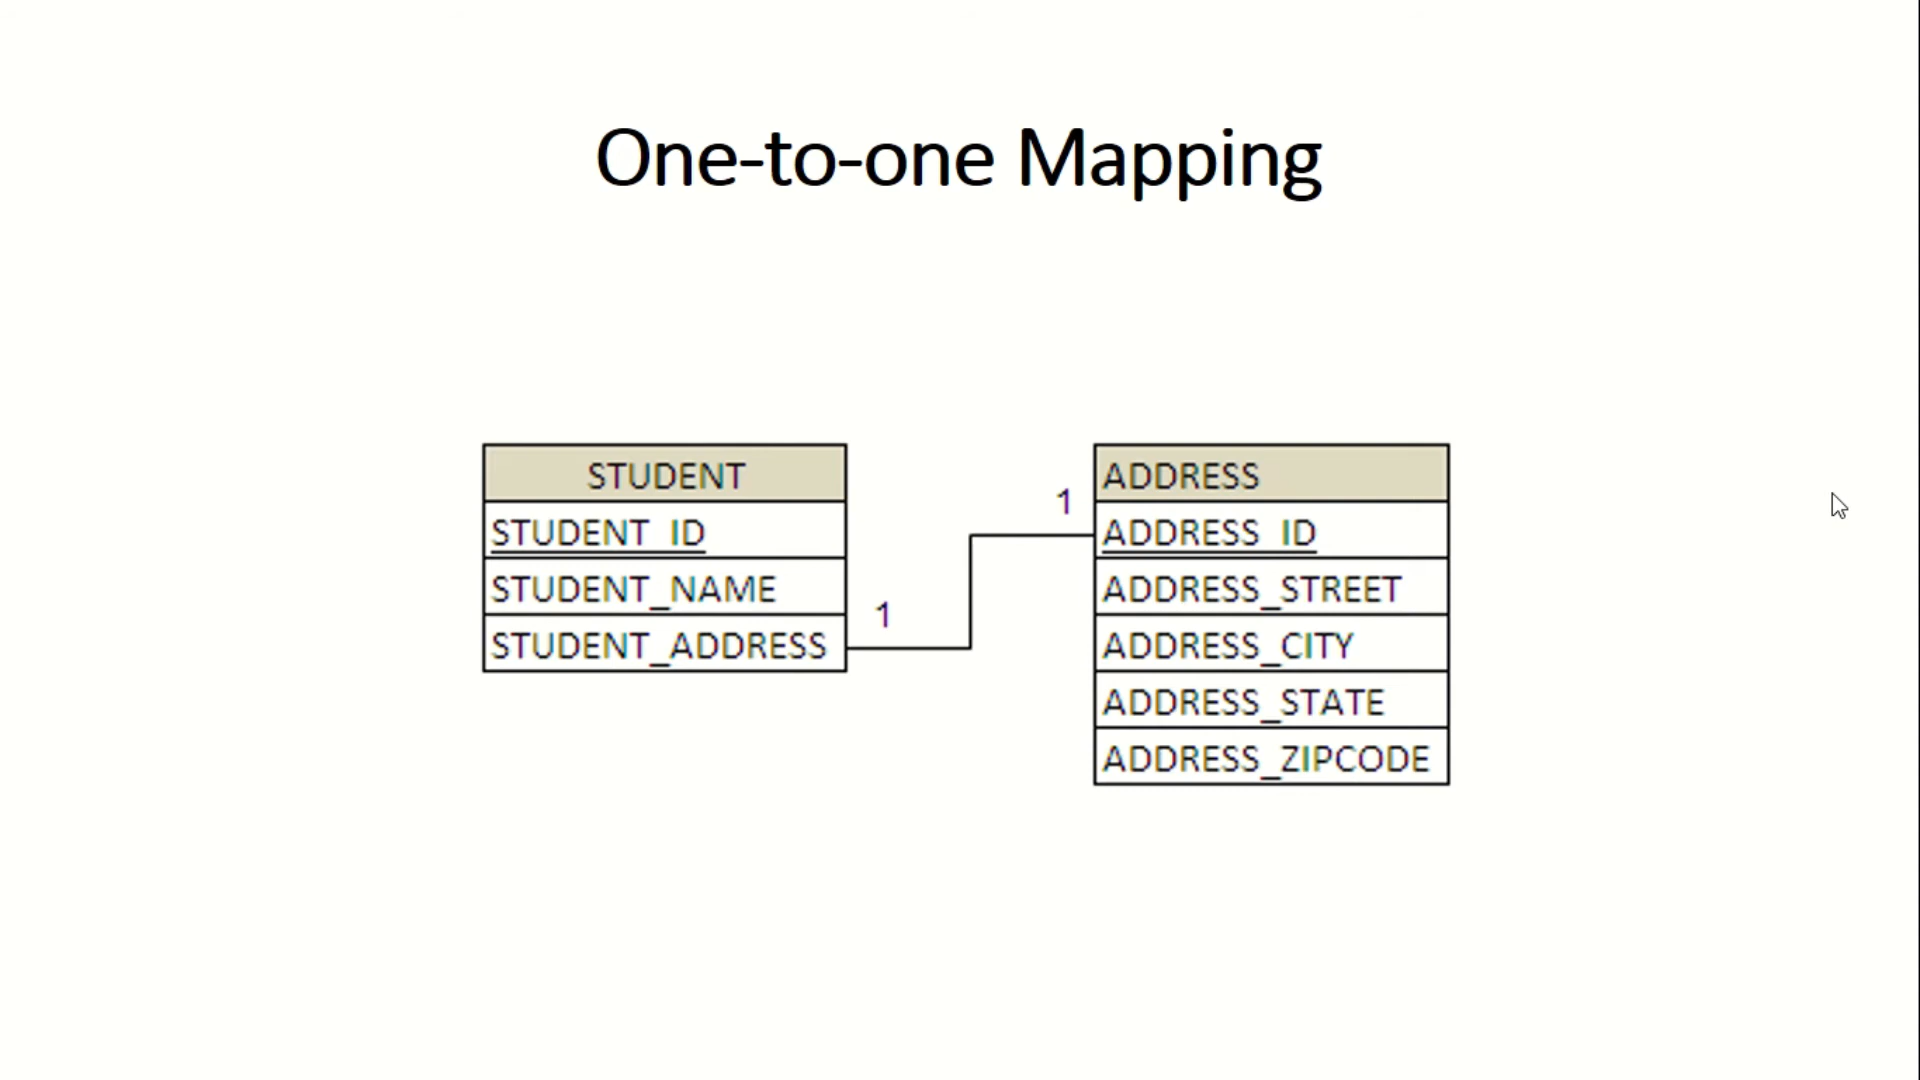 One-to-one Mapping
STUDENT
STUDENT_ID
STUDENT_NAME
STUDENT_ADDRESS
1
1
ADDRESS
ADDRESS_ID
ADDRESS_STREET
ADDRESS_CITY
ADDRESS_STATE
ADDRESS_ZIPCODE